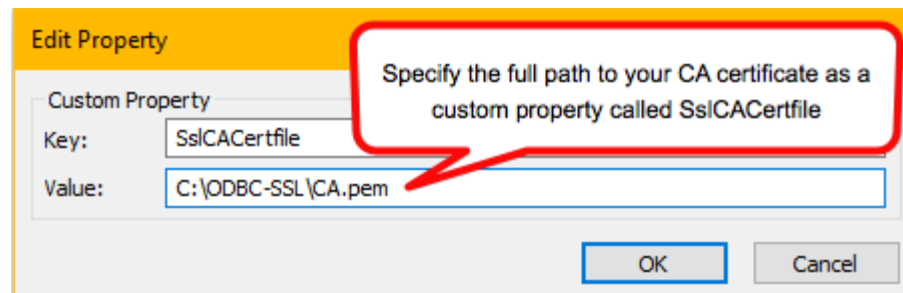 Edit Property
Specify the full path to your CA certificate as a
custom property called SslCACertfile
Custom Property
Key:
SslCACertfile
Value:
C:\ODBC-SSL\CA.pem
OK
Cancel